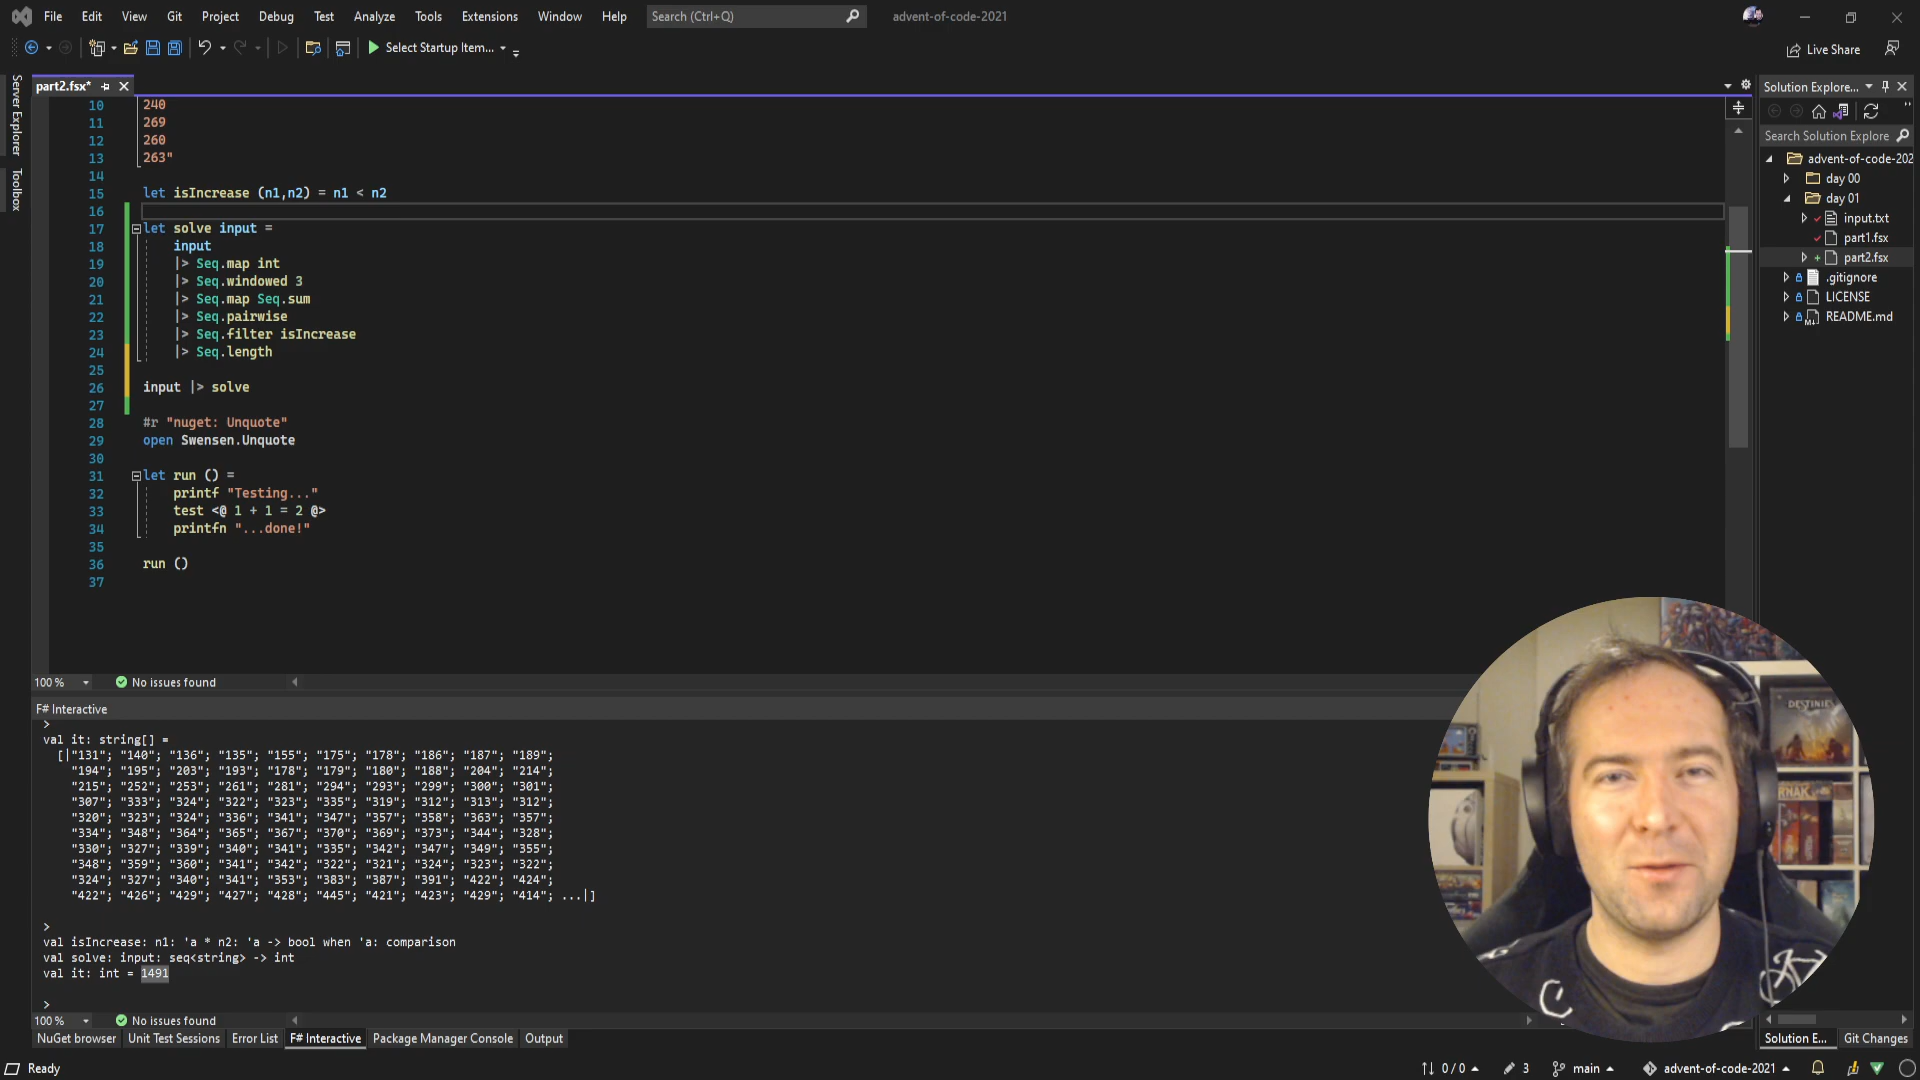 File Edit View Git Project Debug Test Analyze Tools Extensions Window Help Search (Ctrl+Q) advent-of-code-2021
Select Startup Item... Live Share
Server Explorer
Toolbox
part2.fsx*
10 240
11 269
12 260
13 263"
14
15 let isIncrease (n1,n2) = n1 < n2
16
17 let solve input =
18 input
19 |> Seq.map int
20 |> Seq.windowed 3
21 |> Seq.map Seq.sum
22 |> Seq.pairwise
23 |> Seq.filter isIncrease
24 |> Seq.length
25
26 input |> solve
27
28 #r "nuget: Unquote"
29 open Swensen.Unquote
30
31 let run () =
32 printf "Testing..."
33 test <@ 1 + 1 = 2 @>
34 printfn "...done!"
35
36 run ()
37
100 % No issues found
F# Interactive
>
val it: string[] =
[|"131"; "140"; "136"; "135"; "155"; "175"; "178"; "186"; "187"; "189";
"194"; "195"; "203"; "193"; "178"; "179"; "180"; "188"; "204"; "214";
"215"; "252"; "253"; "261"; "281"; "294"; "293"; "299"; "300"; "301";
"307"; "333"; "324"; "322"; "323"; "335"; "319"; "312"; "313"; "312";
"320"; "323"; "324"; "336"; "341"; "347"; "357"; "358"; "363"; "357";
"334"; "348"; "364"; "365"; "367"; "370"; "369"; "373"; "344"; "328";
"330"; "327"; "339"; "340"; "341"; "335"; "342"; "347"; "349"; "355";
"348"; "359"; "360"; "341"; "342"; "322"; "321"; "324"; "323"; "322";
"324"; "327"; "340"; "341"; "353"; "383"; "387"; "391"; "422"; "424";
"422"; "426"; "429"; "427"; "428"; "445"; "421"; "423"; "429"; "414"; ...|]
>
val isIncrease: n1: 'a * n2: 'a -> bool when 'a: comparison
val solve: input: seq<string> -> int
val it: int = 1491
>
100 % No issues found
NuGet browser Unit Test Sessions Error List F# Interactive Package Manager Console Output
Solution Explore...
Search Solution Explore
advent-of-code-202
day 00
day 01
input.txt
part1.fsx
part2.fsx
.gitignore
LICENSE
README.md
DESTINIES
Solution E... Git Changes
Ready 0 / 0 3 main advent-of-code-2021